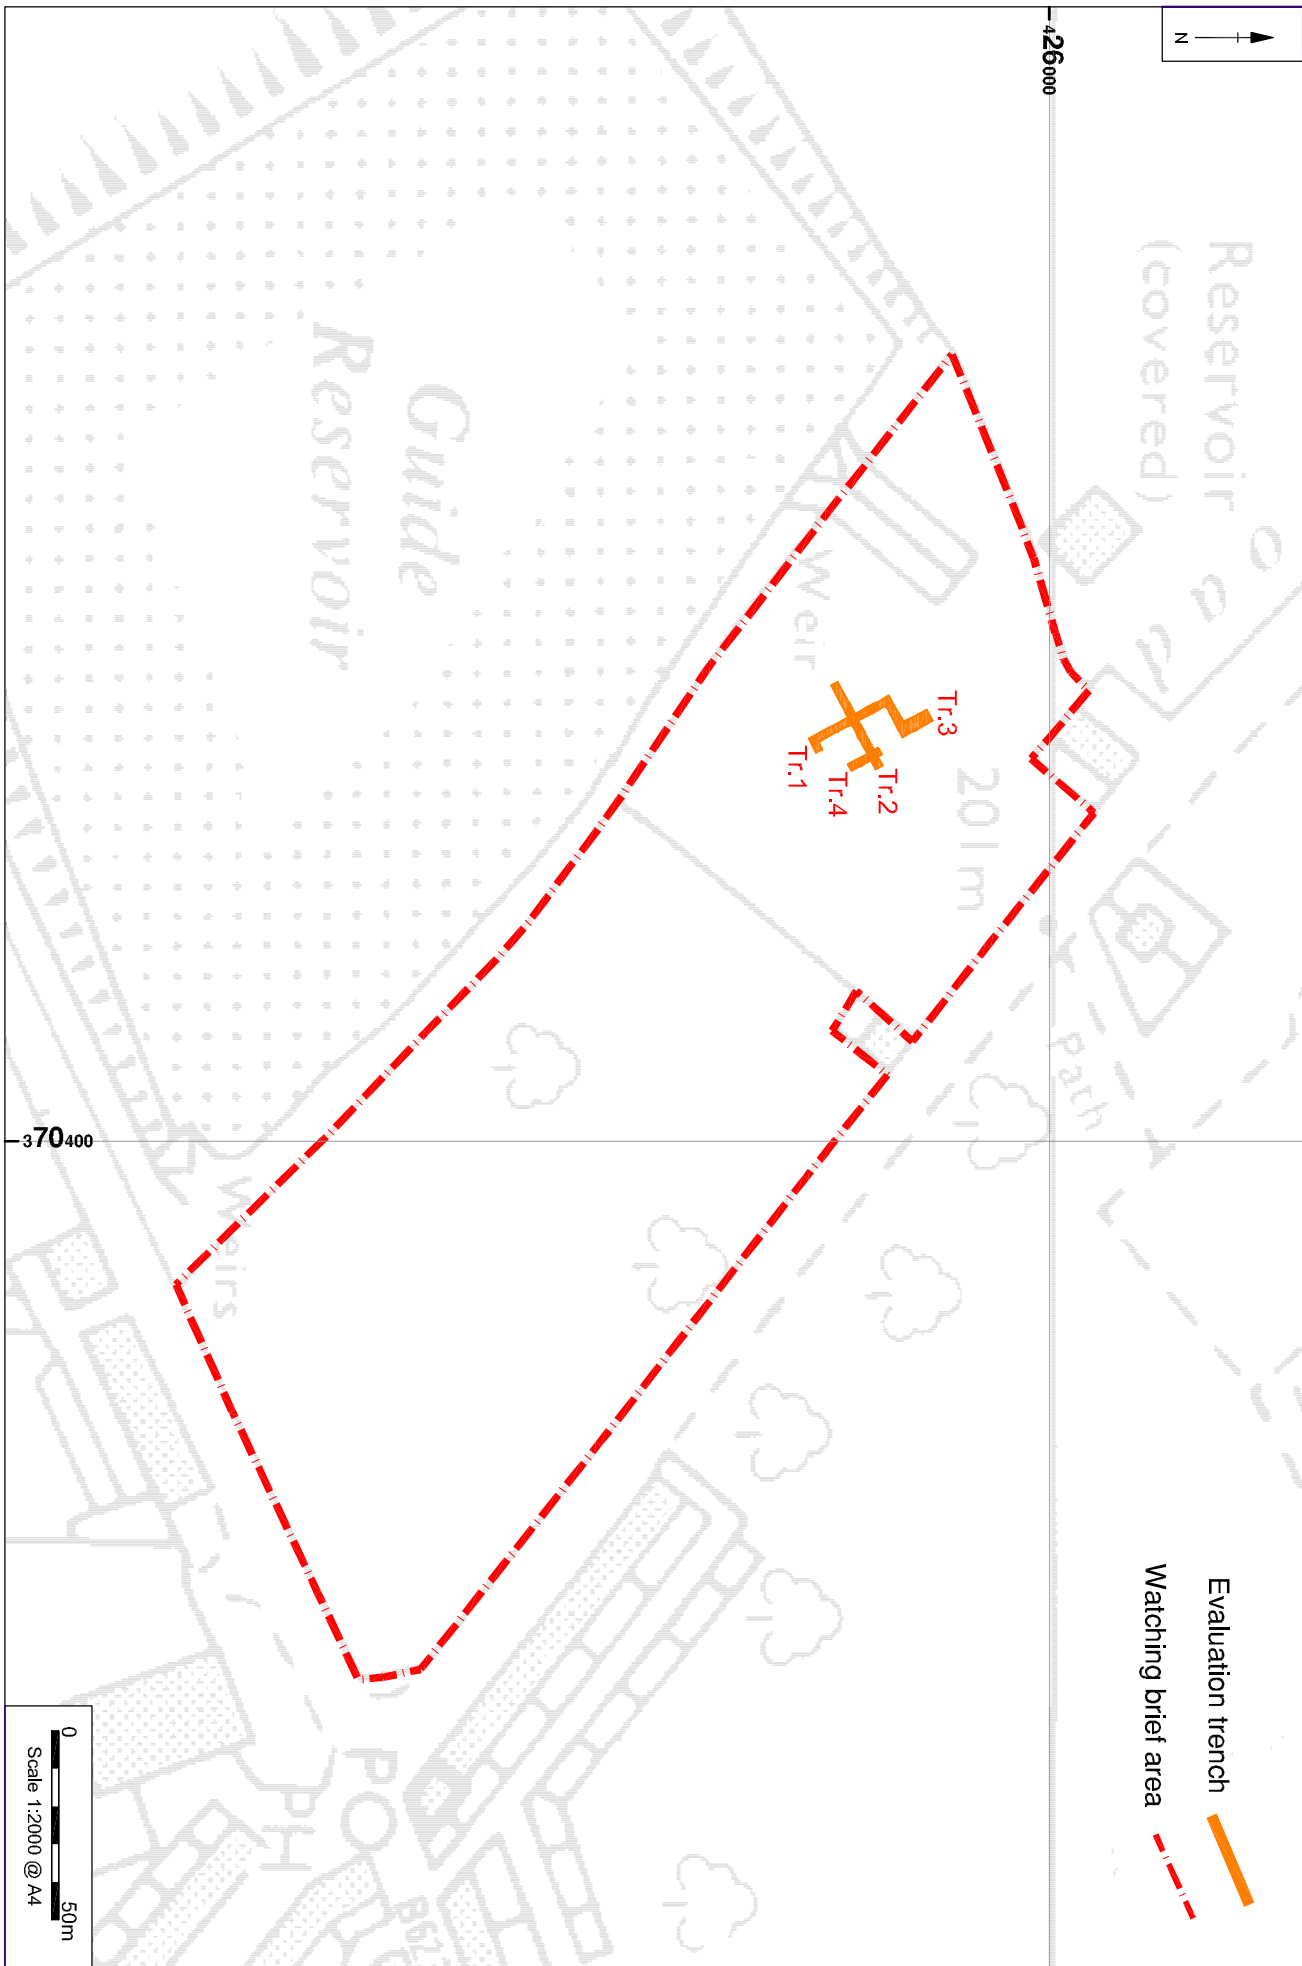 N
⁴26000
Reservoir
(covered)
Evaluation trench
Watching brief area
Tr.3
Tr.2
Tr.4
Tr.1
201m
Path
Weir
Guide
Reservoir
³70400
Weirs
PO
PH
0
50m
Scale 1:2000 @ A4